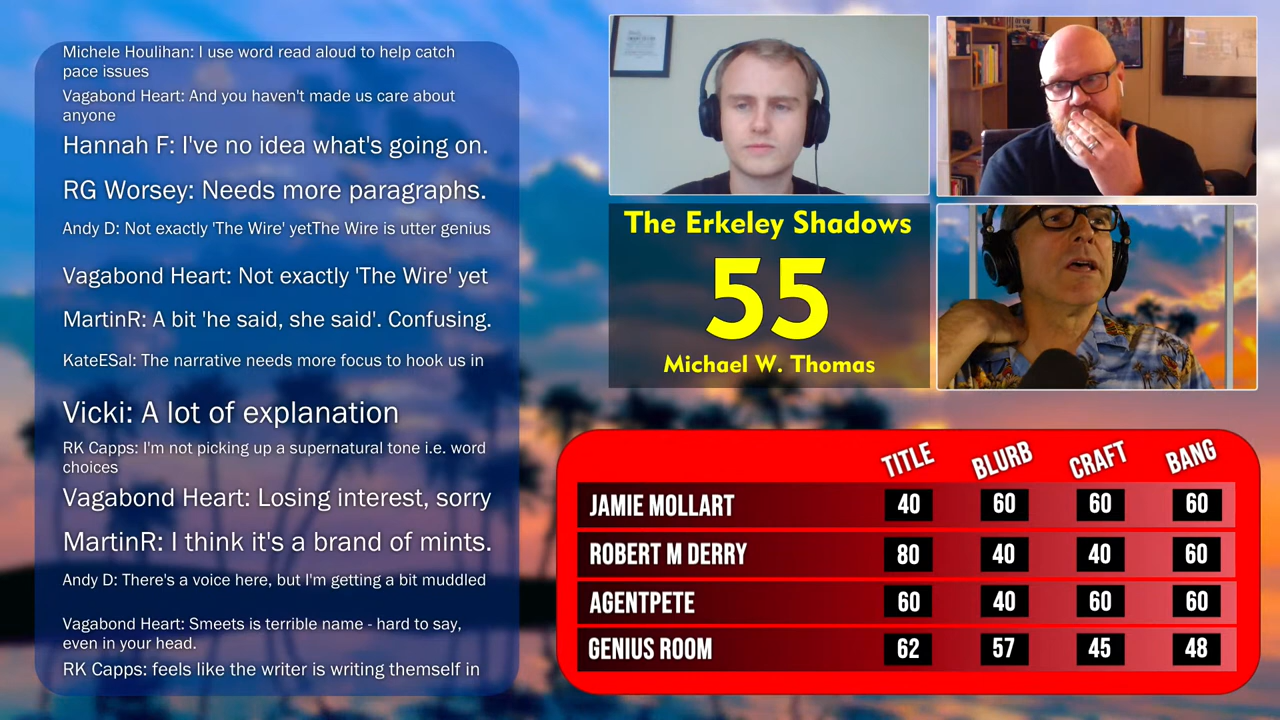 Michele Houlihan: I use word read aloud to help catch
pace issues
Vagabond Heart: And you haven't made us care about
anyone
Hannah F: I've no idea what's going on.
RG Worsey: Needs more paragraphs.
Andy D: Not exactly 'The Wire' yetThe Wire is utter genius
Vagabond Heart: Not exactly 'The Wire' yet
MartinR: A bit 'he said, she said'. Confusing.
KateESal: The narrative needs more focus to hook us in
Vicki: A lot of explanation
RK Capps: I'm not picking up a supernatural tone i.e. word
choices
Vagabond Heart: Losing interest, sorry
MartinR: I think it's a brand of mints.
Andy D: There's a voice here, but I'm getting a bit muddled
Vagabond Heart: Smeets is terrible name - hard to say,
even in your head.
RK Capps: feels like the writer is writing themself in
The Erkeley Shadows
55
Michael W. Thomas
TITLE BLURB CRAFT BANG
JAMIE MOLLART 40 60 60 60
ROBERT M DERRY 80 40 40 60
AGENTPETE 60 40 60 60
GENIUS ROOM 62 57 45 48